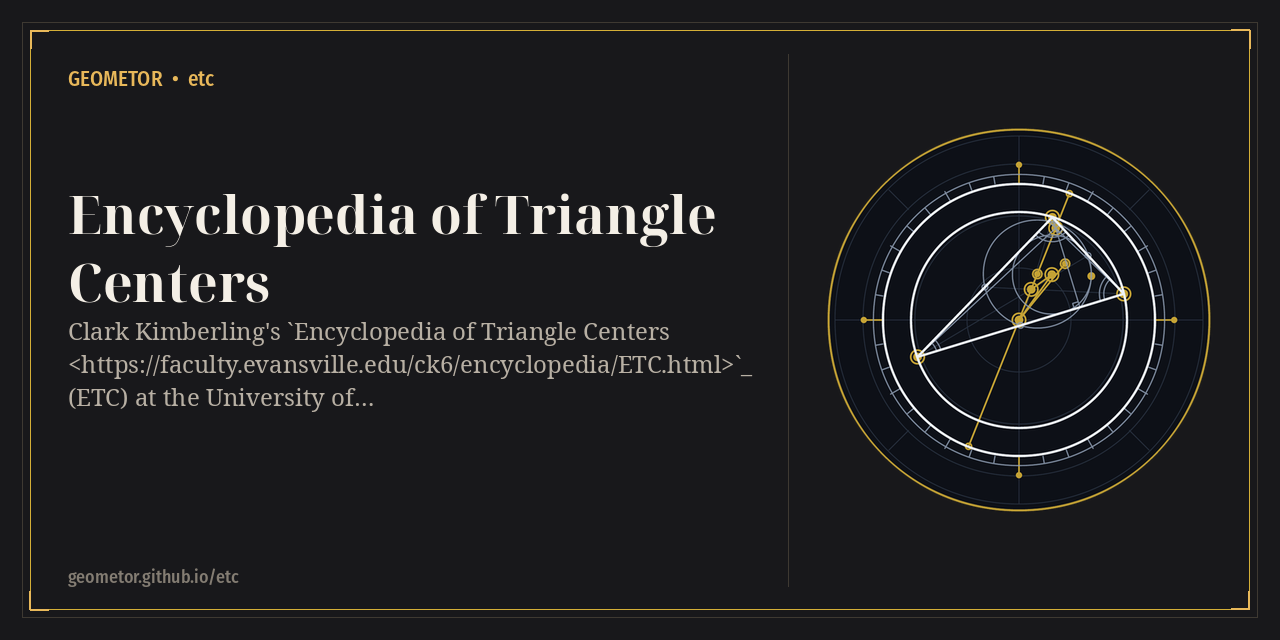 GEOMETOR • etc
Encyclopedia of Triangle
Centers
Clark Kimberling's `Encyclopedia of Triangle Centers
<https://faculty.evansville.edu/ck6/encyclopedia/ETC.html>`_
(ETC) at the University of...
geometor.github.io/etc